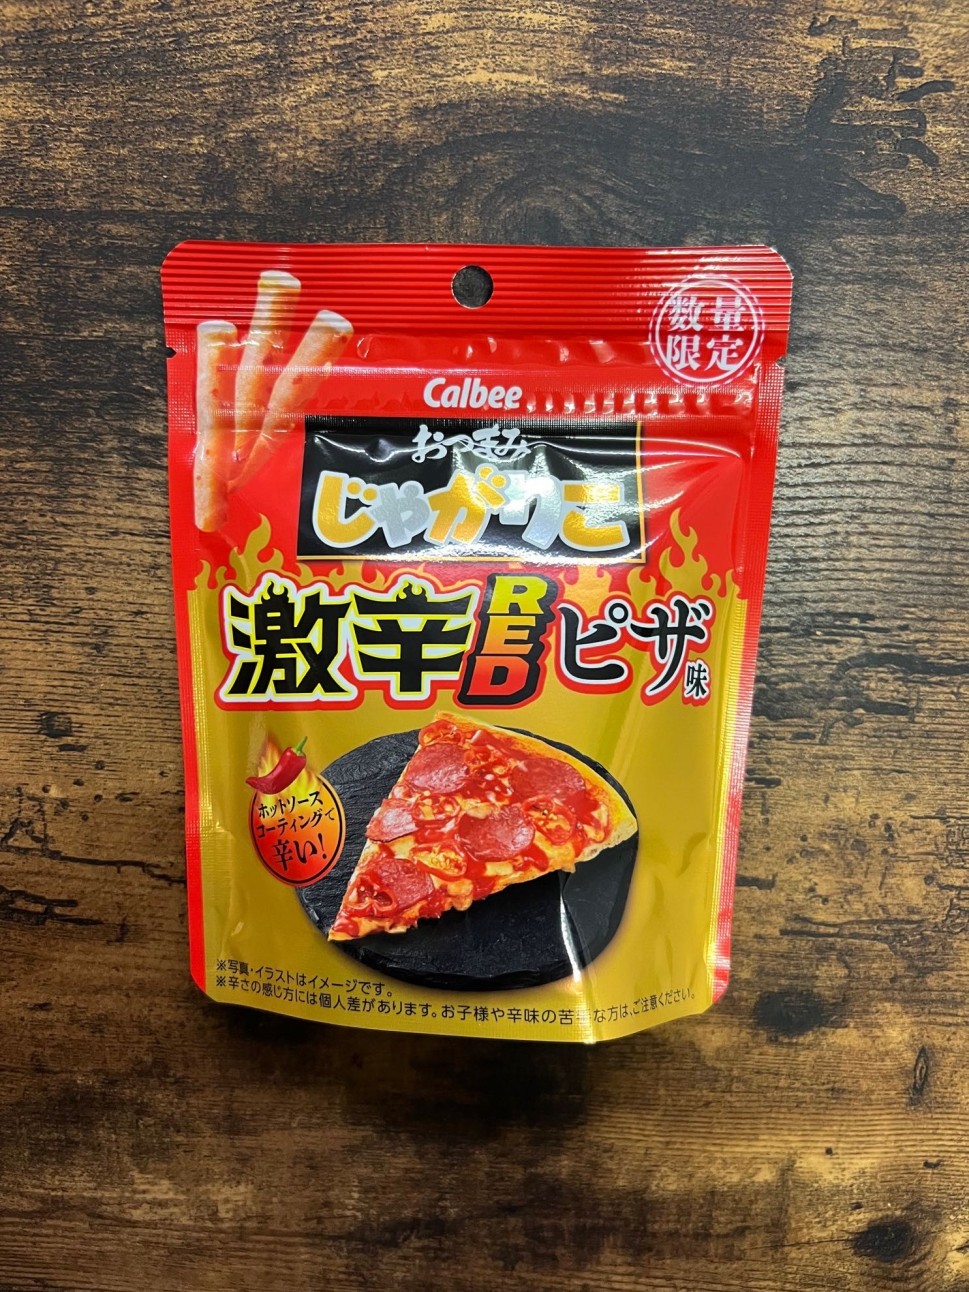 数量
限定
Calbee
おつまみ
じゃがりこ
激辛REDピザ味
ホットソース
コーティングで
辛い!
※写真・イラストはイメージです。
※辛さの感じ方には個人差があります。お子様や辛味の苦手な方は、ご注意ください。